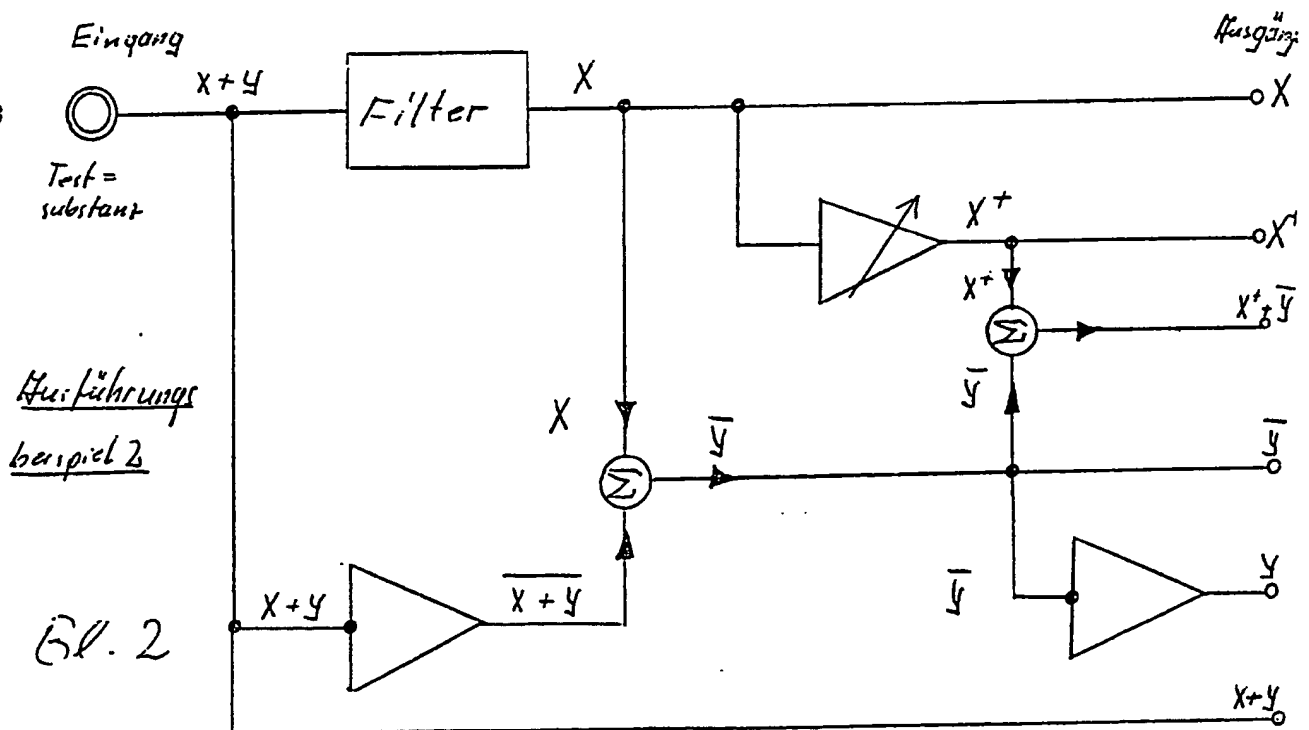 Eingang
Ausgänge
X+Y
Filter
X
X
Test=
substanz
X+
X+
X+
X++Y̅
Ausführungs
beispiel 2
X
Y̅
Y̅
Y̅
Σ
Σ
X+Y
X̅+̅Y̅
Y̅
Y
Bl. 2
X+Y